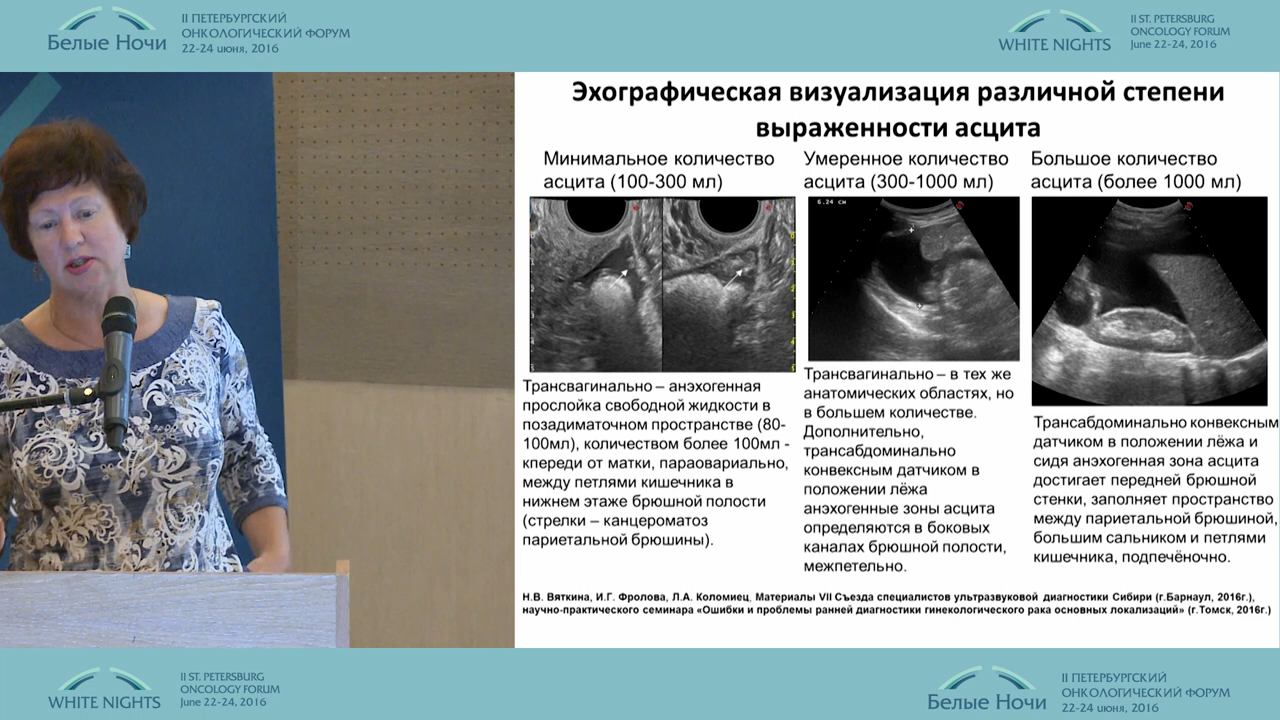 Белые Ночи
II ПЕТЕРБУРГСКИЙ
ОНКОЛОГИЧЕСКИЙ ФОРУМ
22-24 июня, 2016
WHITE NIGHTS
II ST. PETERSBURG
ONCOLOGY FORUM
June 22-24, 2016
Эхографическая визуализация различной степени
выраженности асцита
Минимальное количество
асцита (100-300 мл)
Трансвагинально – анэхогенная
прослойка свободной жидкости в
позадиматочном пространстве (80-
100мл), количеством более 100мл -
кпереди от матки, параовариально,
между петлями кишечника в
нижнем этаже брюшной полости
(стрелки – канцероматоз
париетальной брюшины).
Умеренное количество
асцита (300-1000 мл)
6.24 см
Трансвагинально – в тех же
анатомических областях, но
в большем количестве.
Дополнительно,
трансабдоминально
конвексным датчиком в
положении лёжа
анэхогенные зоны асцита
определяются в боковых
каналах брюшной полости,
межпетельно.
Большое количество
асцита (более 1000 мл)
Трансабдоминально конвексным
датчиком в положении лёжа и
сидя анэхогенная зона асцита
достигает передней брюшной
стенки, заполняет пространство
между париетальной брюшиной,
большим сальником и петлями
кишечника, подпечёночно.
Н.В. Вяткина, И.Г. Фролова, Л.А. Коломиец, Материалы VII Съезда специалистов ультразвуковой диагностики Сибири (г.Барнаул, 2016г.),
научно-практического семинара «Ошибки и проблемы ранней диагностики гинекологического рака основных локализаций» (г.Томск, 2016г.)
WHITE NIGHTS
II ST. PETERSBURG
ONCOLOGY FORUM
June 22-24, 2016
Белые Ночи
II ПЕТЕРБУРГСКИЙ
ОНКОЛОГИЧЕСКИЙ ФОРУМ
22-24 июня, 2016